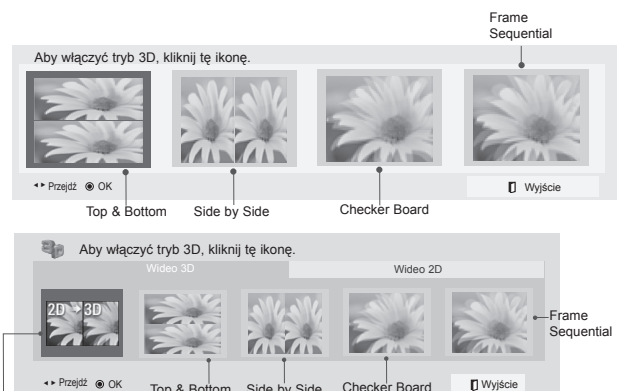 Frame
Sequential
Aby włączyć tryb 3D, kliknij tę ikonę.
Przejdź OK
Wyjście
Top & Bottom Side by Side Checker Board
Aby włączyć tryb 3D, kliknij tę ikonę.
Wideo 3D Wideo 2D
2D 3D
Frame
Sequential
Przejdź OK
Top & Bottom Side by Side Checker Board
Wyjście